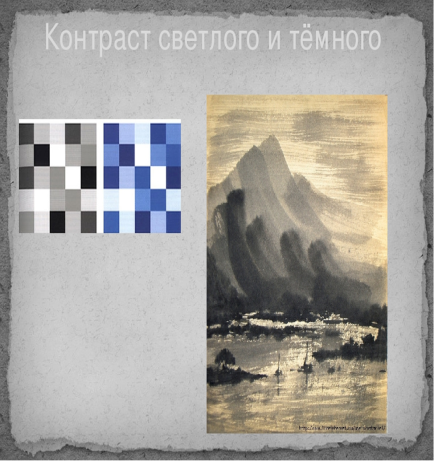 Контраст светлого и тёмного